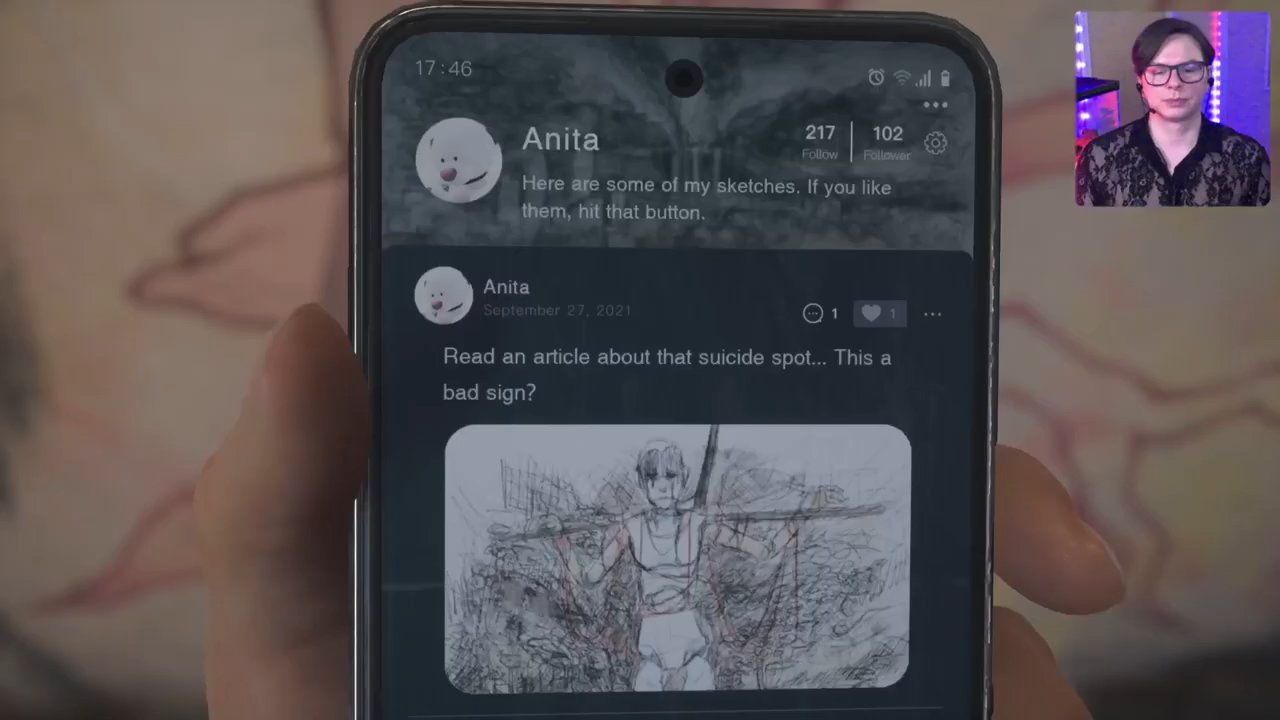 17:46
Anita
217
102
Follow
Follower
Here are some of my sketches. If you like
them, hit that button.
Anita
September 27, 2021
1
1
Read an article about that suicide spot... This a
bad sign?